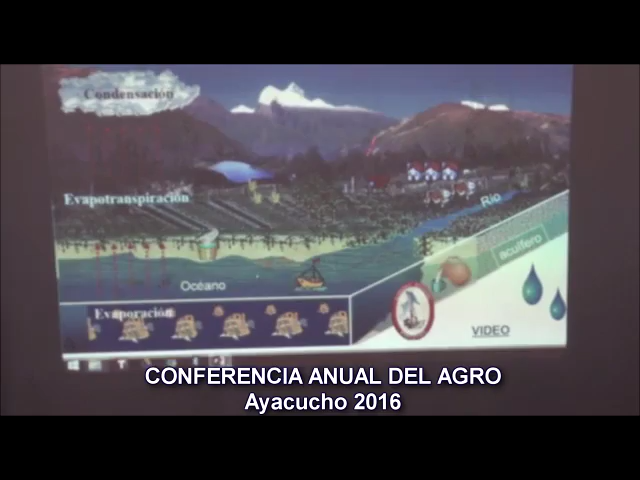 Condensación
Evapotranspiración
Río
acuífero
Océano
Evaporación
VIDEO
CONFERENCIA ANUAL DEL AGRO
Ayacucho 2016